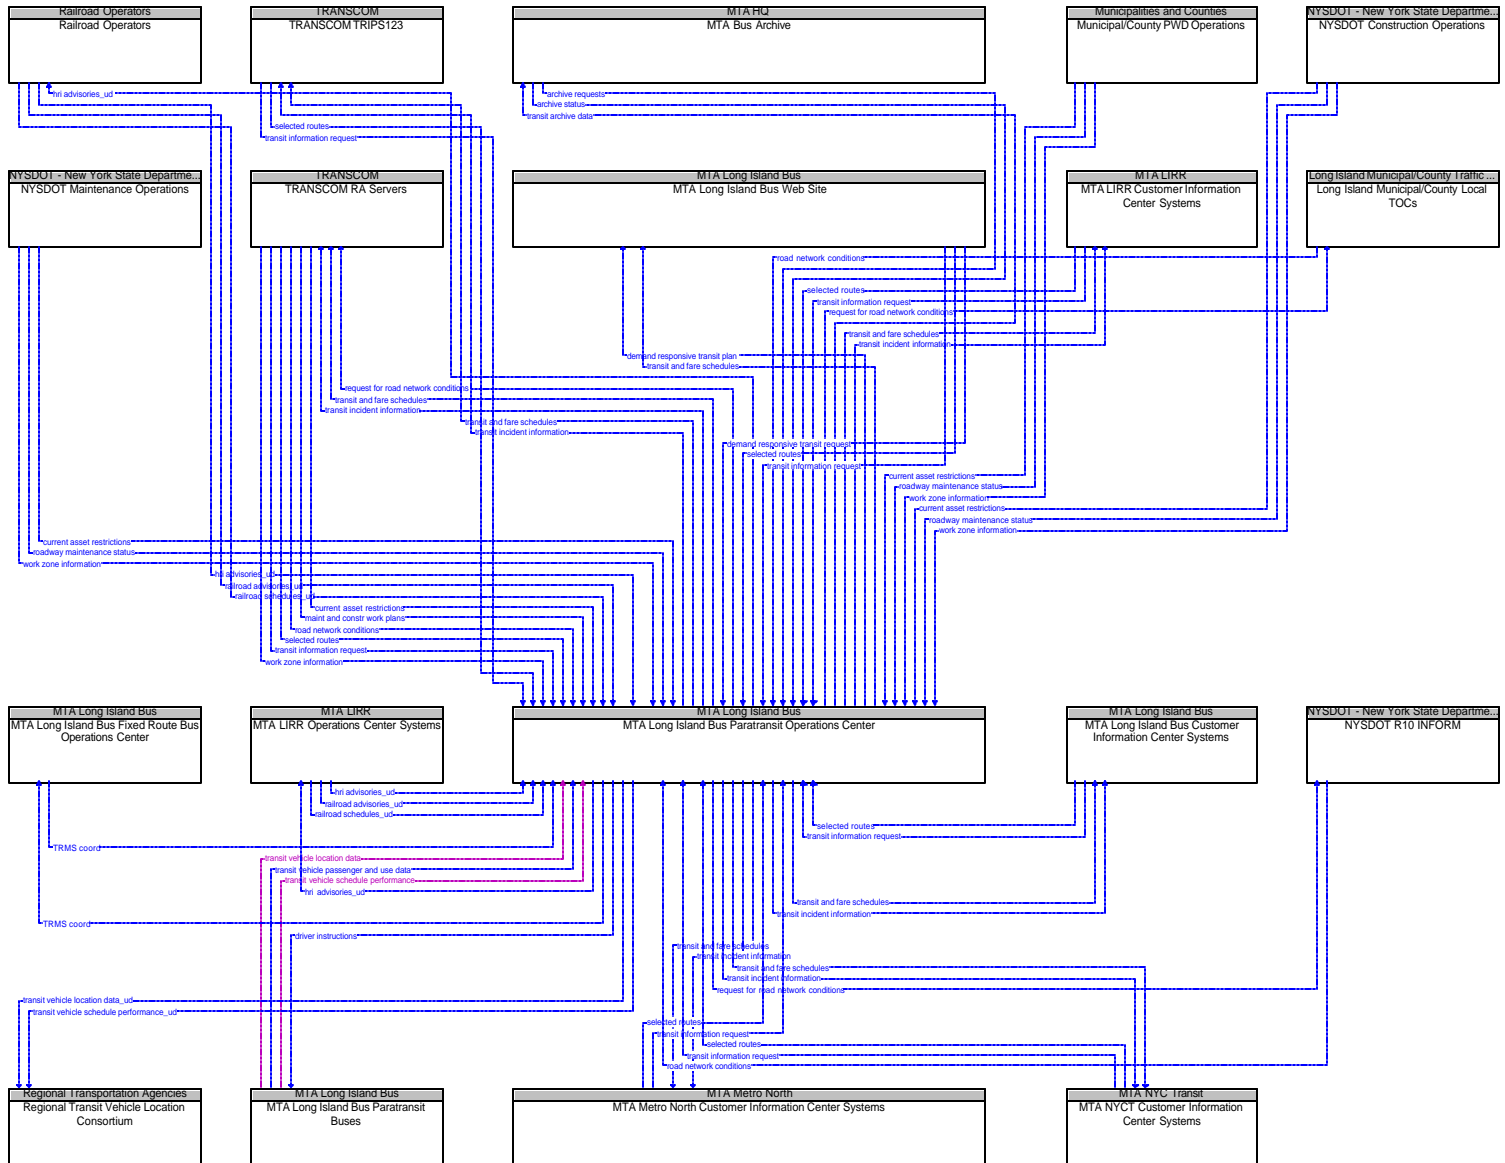 Railroad Operators
Railroad Operators
TRANSCOM
TRANSCOM TRIPS123
MTA HQ
MTA Bus Archive
Municipalities and Counties
Municipal/County PWD Operations
NYSDOT - New York State Departme...
NYSDOT Construction Operations
hri advisories_ud
archive requests
archive status
transit archive data
selected routes
transit information request
NYSDOT - New York State Departme...
NYSDOT Maintenance Operations
TRANSCOM
TRANSCOM RA Servers
MTA Long Island Bus
MTA Long Island Bus Web Site
MTA LIRR
MTA LIRR Customer Information
Center Systems
Long Island Municipal/County Traffic ...
Long Island Municipal/County Local
TOCs
road network conditions
selected routes
transit information request
request for road network conditions
transit and fare schedules
transit incident information
demand responsive transit plan
transit and fare schedules
request for road network conditions
transit and fare schedules
transit incident information
transit and fare schedules
transit incident information
demand responsive transit request
selected routes
transit information request
current asset restrictions
roadway maintenance status
work zone information
current asset restrictions
roadway maintenance status
work zone information
current asset restrictions
roadway maintenance status
work zone information
hri advisories_ud
railroad advisories_ud
railroad schedules_ud
current asset restrictions
maint and constr work plans
road network conditions
selected routes
transit information request
work zone information
MTA Long Island Bus
MTA Long Island Bus Fixed Route Bus
Operations Center
MTA LIRR
MTA LIRR Operations Center Systems
MTA Long Island Bus
MTA Long Island Bus Paratransit Operations Center
MTA Long Island Bus
MTA Long Island Bus Customer
Information Center Systems
NYSDOT - New York State Departme...
NYSDOT R10 INFORM
hri advisories_ud
railroad advisories_ud
railroad schedules_ud
selected routes
transit information request
TRMS coord
transit vehicle location data
transit vehicle passenger and use data
transit vehicle schedule performance
hri advisories_ud
transit and fare schedules
transit incident information
TRMS coord
driver instructions
transit and fare schedules
transit incident information
transit and fare schedules
transit incident information
request for road network conditions
transit vehicle location data_ud
transit vehicle schedule performance_ud
selected routes
transit information request
selected routes
transit information request
road network conditions
Regional Transportation Agencies
Regional Transit Vehicle Location
Consortium
MTA Long Island Bus
MTA Long Island Bus Paratransit
Buses
MTA Metro North
MTA Metro North Customer Information Center Systems
MTA NYC Transit
MTA NYCT Customer Information
Center Systems